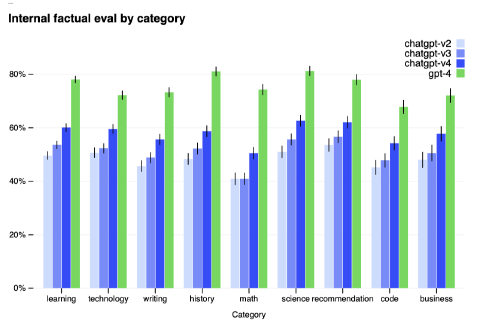 Internal factual eval by category
chatgpt-v2
chatgpt-v3
chatgpt-v4
gpt-4
80%
60%
40%
20%
0%
learning technology writing history math science recommendation code business
Category